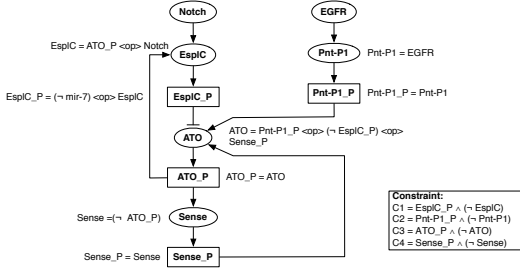 Notch
EGFR
EsplC = ATO_P <op> Notch
EsplC
Pnt-P1
Pnt-P1 = EGFR
EsplC_P = (¬ mir-7) <op> EsplC
EsplC_P
Pnt-P1_P
Pnt-P1_P = Pnt-P1
ATO
ATO = Pnt-P1_P <op> (¬ EsplC_P) <op>
Sense_P
ATO_P
ATO_P = ATO
Sense =(¬ ATO_P)
Sense
Sense_P = Sense
Sense_P
Constraint:
C1 = EsplC_P ∧ (¬ EsplC)
C2 = Pnt-P1_P ∧ (¬ Pnt-P1)
C3 = ATO_P ∧ (¬ ATO)
C4 = Sense_P ∧ (¬ Sense)